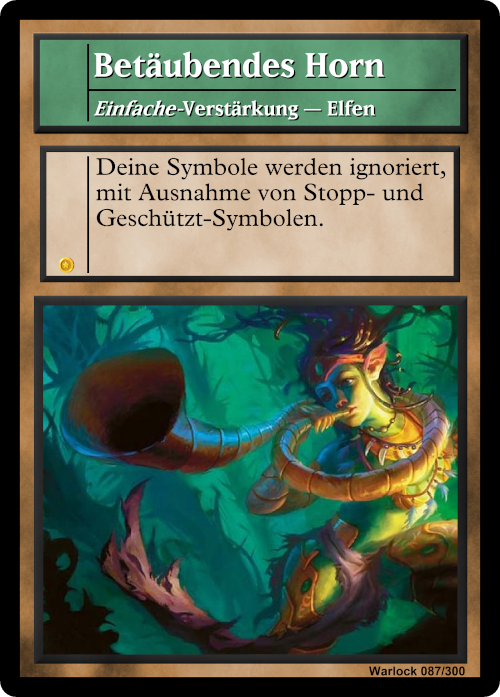 Betäubendes Horn
Einfache-Verstärkung — Elfen
Deine Symbole werden ignoriert,
mit Ausnahme von Stopp- und
Geschützt-Symbolen.
Warlock 087/300